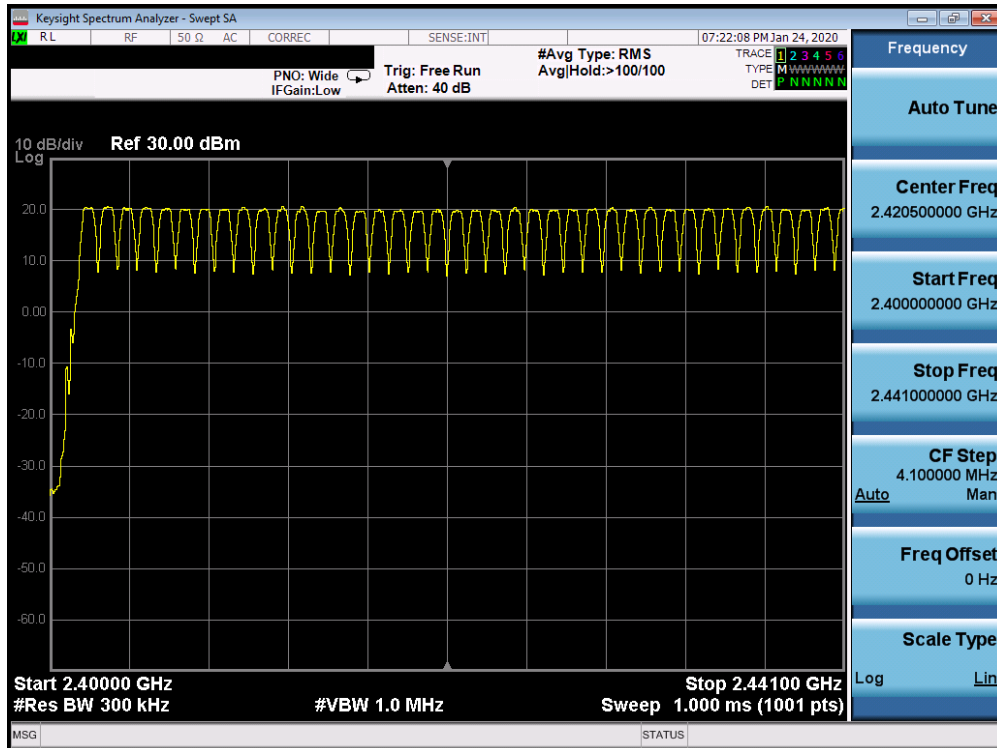 Keysight Spectrum Analyzer - Swept SA
LXI RL RF 50 Ω AC CORREC SENSE:INT 07:22:08 PM Jan 24, 2020
PNO: Wide Trig: Free Run #Avg Type: RMS TRACE 1 2 3 4 5 6
IFGain:Low Atten: 40 dB Avg|Hold:>100/100 TYPE M W W W W W
DET P N N N N N
10 dB/div Ref 30.00 dBm
Log
20.0
10.0
0.00
-10.0
-20.0
-30.0
-40.0
-50.0
-60.0
Start 2.40000 GHz Stop 2.44100 GHz
#Res BW 300 kHz #VBW 1.0 MHz Sweep 1.000 ms (1001 pts)
MSG STATUS
Frequency
Auto Tune
Center Freq
2.420500000 GHz
Start Freq
2.400000000 GHz
Stop Freq
2.441000000 GHz
CF Step
4.100000 MHz
Auto Man
Freq Offset
0 Hz
Scale Type
Log Lin